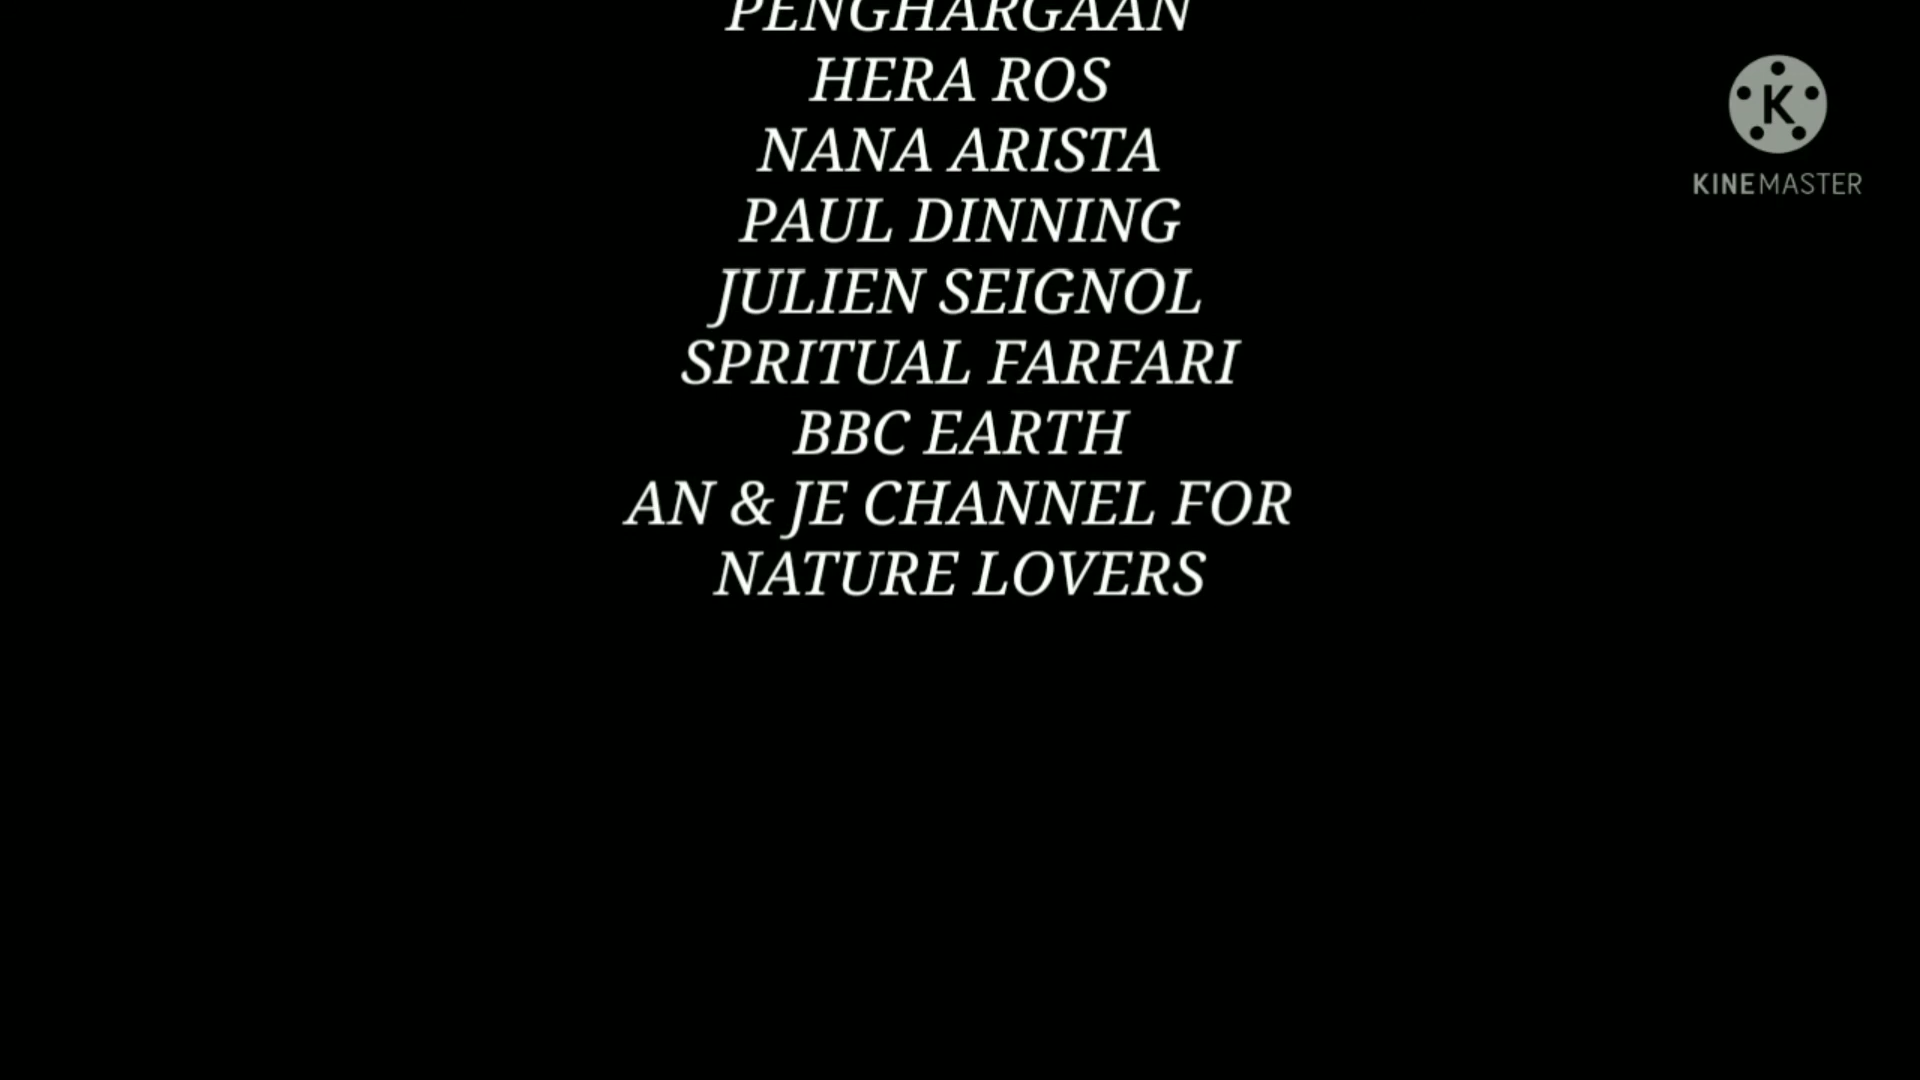 PENGHARGAAN
HERA ROS
NANA ARISTA
PAUL DINNING
JULIEN SEIGNOL
SPRITUAL FARFARI
BBC EARTH
AN & JE CHANNEL FOR
NATURE LOVERS
K
KINEMASTER